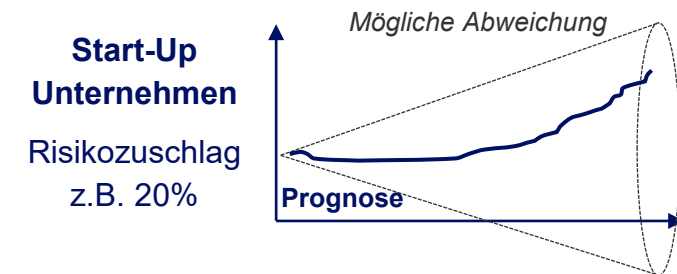 Start-Up
Unternehmen
Risikozuschlag
z.B. 20%
Mögliche Abweichung
Prognose